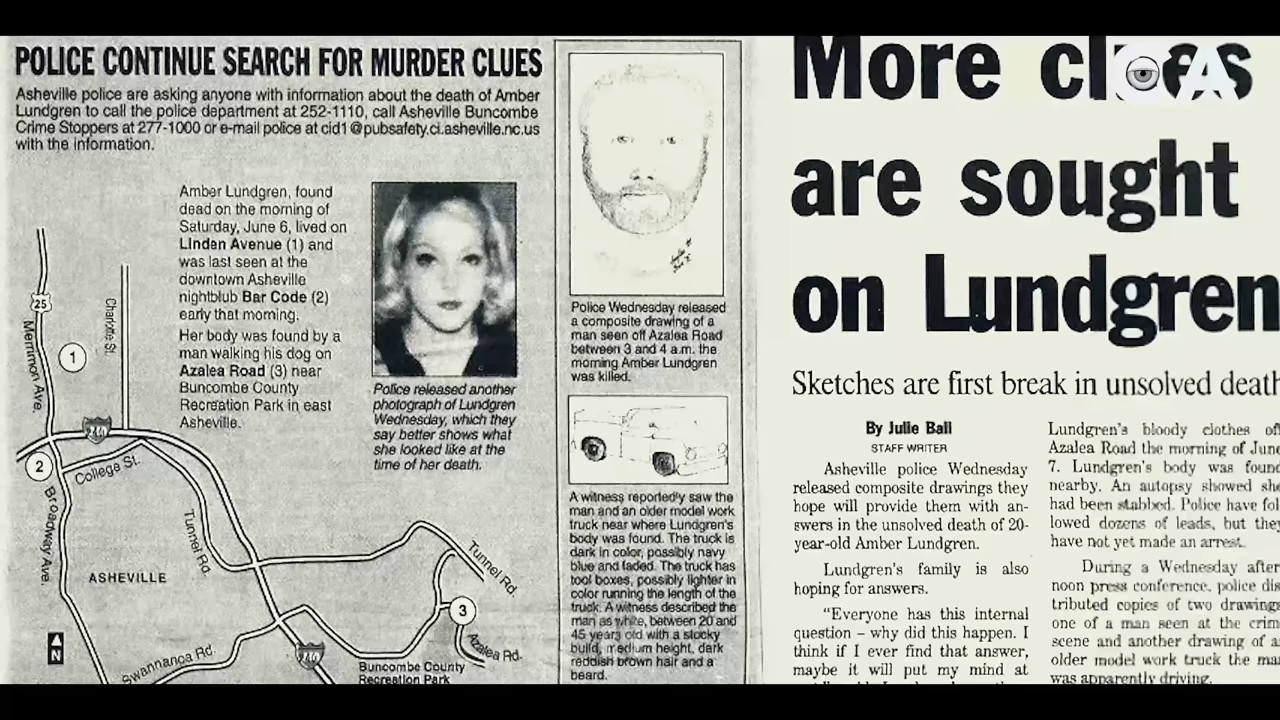 POLICE CONTINUE SEARCH FOR MURDER CLUES
Asheville police are asking anyone with information about the death of Amber
Lundgren to call the police department at 252-1110, call Asheville Buncombe
Crime Stoppers at 277-1000 or e-mail police at cid1@pubsafety.ci.asheville.nc.us
with the information.
Amber Lundgren, found
dead on the morning of
Saturday, June 6, lived on
Linden Avenue (1) and
was last seen at the
downtown Asheville
nightlub Bar Code (2)
early that morning.
Her body was found by a
man walking his dog on
Azalea Road (3) near
Buncombe County
Recreation Park in east
Asheville.
Police released another
photograph of Lundgren
Wednesday, which they
say better shows what
she looked like at the
time of her death.
25
Merrimon Ave.
Charlotte St.
1
240
2
College St.
Broadway Ave.
Tunnel Rd.
ASHEVILLE
Tunnel Rd.
3
Azalea Rd.
N
Swannanoa Rd.
240
Buncombe County
Recreation Park
Police Wednesday released
a composite drawing of a
man seen off Azalea Road
between 3 and 4 a.m. the
morning Amber Lundgren
was killed.
A witness reportedly saw the
man and an older model work
truck near where Lundgren's
body was found. The truck is
dark in color, possibly navy
blue and faded. The truck has
tool boxes, possibly lighter in
color running the length of the
truck. A witness described the
man as white, between 20 and
45 years old with a stocky
build, medium height, dark
reddish brown hair and a
beard.
More clues
are sought
on Lundgren
Sketches are first break in unsolved death
By Julie Ball
STAFF WRITER
Asheville police Wednesday
released composite drawings they
hope will provide them with an-
swers in the unsolved death of 20-
year-old Amber Lundgren.
Lundgren's family is also
hoping for answers.
"Everyone has this internal
question – why did this happen. I
think if I ever find that answer,
maybe it will put my mind at
Lundgren's bloody clothes off
Azalea Road the morning of June
7. Lundgren's body was found
nearby. An autopsy showed she
had been stabbed. Police have fol
lowed dozens of leads, but they
have not yet made an arrest.
During a Wednesday after
noon press conference, police dis
tributed copies of two drawings
one of a man seen at the crim
scene and another drawing of a
older model work truck the man
was apparently driving.